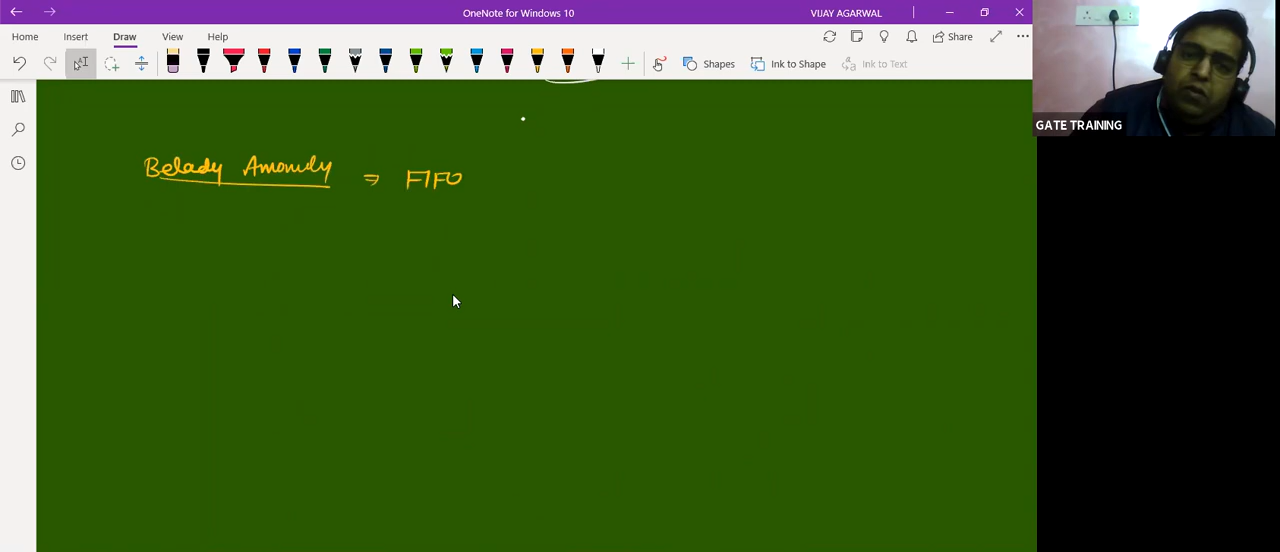 OneNote for Windows 10
VIJAY AGARWAL
Home Insert Draw View Help
Share
Shapes Ink to Shape Ink to Text
GATE TRAINING
Belady Amomdy ⇒ FIFO